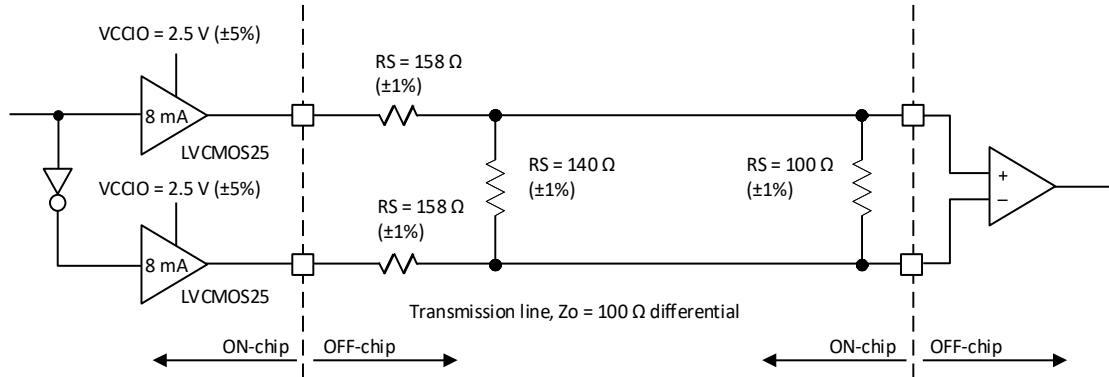 VCCIO = 2.5 V (±5%)
8 mA
LVCMOS25
RS = 158 Ω
(±1%)
RS = 140 Ω
(±1%)
RS = 100 Ω
(±1%)
+
−
VCCIO = 2.5 V (±5%)
8 mA
LVCMOS25
RS = 158 Ω
(±1%)
Transmission line, Zo = 100 Ω differential
ON-chip
OFF-chip
ON-chip
OFF-chip